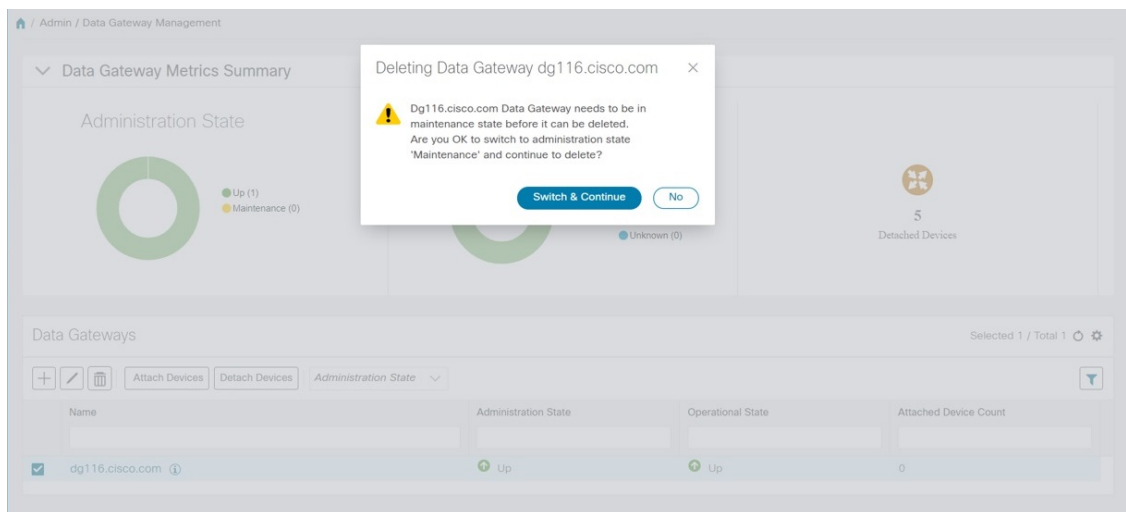 / Admin / Data Gateway Management
Data Gateway Metrics Summary
Administration State
Up (1)
Maintenance (0)
Deleting Data Gateway dg116.cisco.com
Dg116.cisco.com Data Gateway needs to be in
maintenance state before it can be deleted.
Are you OK to switch to administration state
'Maintenance' and continue to delete?
Switch & Continue
No
Unknown (0)
5
Detached Devices
Data Gateways
Selected 1 / Total 1
Attach Devices
Detach Devices
Administration State
Name
Administration State
Operational State
Attached Device Count
dg116.cisco.com
Up
Up
0